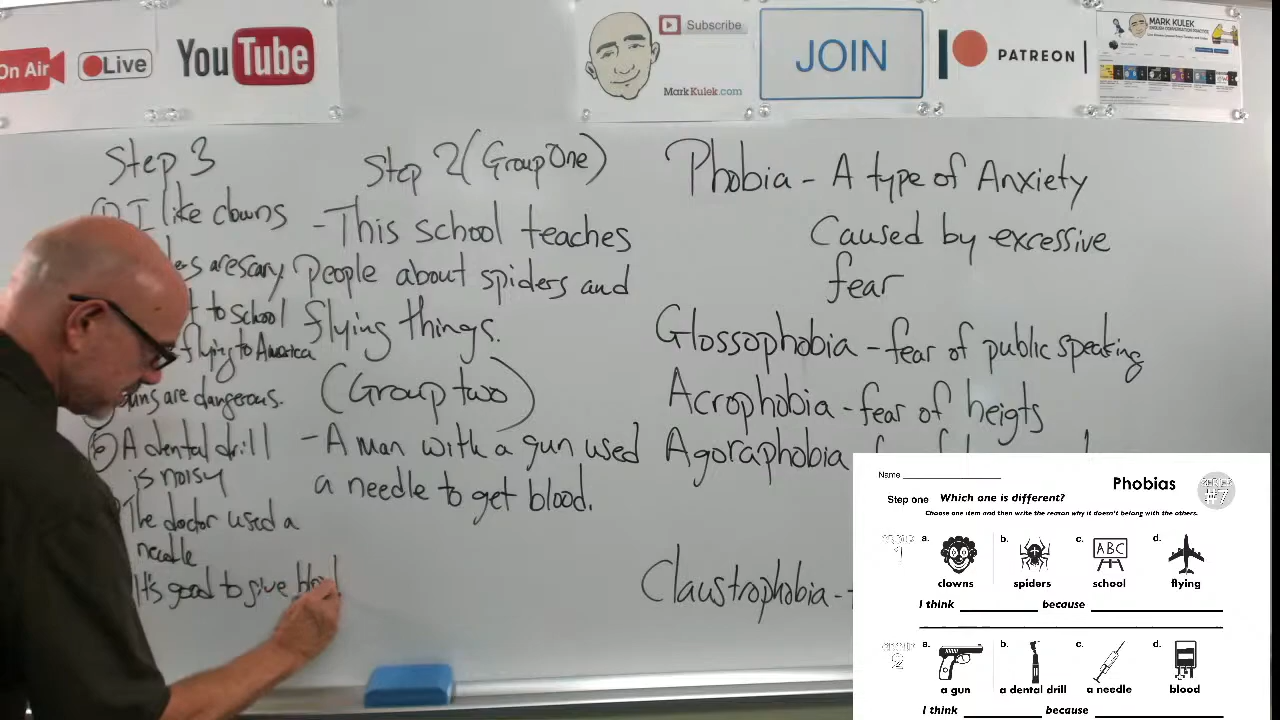 On Air
Live
YouTube
Subscribe
MarkKulek.com
JOIN
PATREON
MARK KULEK
Step 3
I like clowns
are scary
to school
flying to America
guns are dangerous.
6 A dental drill
is noisy
The doctor used a
needle
It's good to give blood
Step 2 (Group One)
- This school teaches
People about spiders and
flying things.
(Group two)
- A man with a gun used
a needle to get blood.
Phobia - A type of Anxiety
Caused by excessive
fear
Glossophobia - fear of public speaking
Acrophobia - fear of heigts
Agoraphobia
Claustrophobia -
Name
Phobias
#7
Step one Which one is different?
Choose one item and then write the reason why it doesn't belong with the others.
1
a. b. c. d.
ABC
clowns spiders school flying
I think because
2
a. b. c. d.
a gun a dental drill a needle blood
I think because